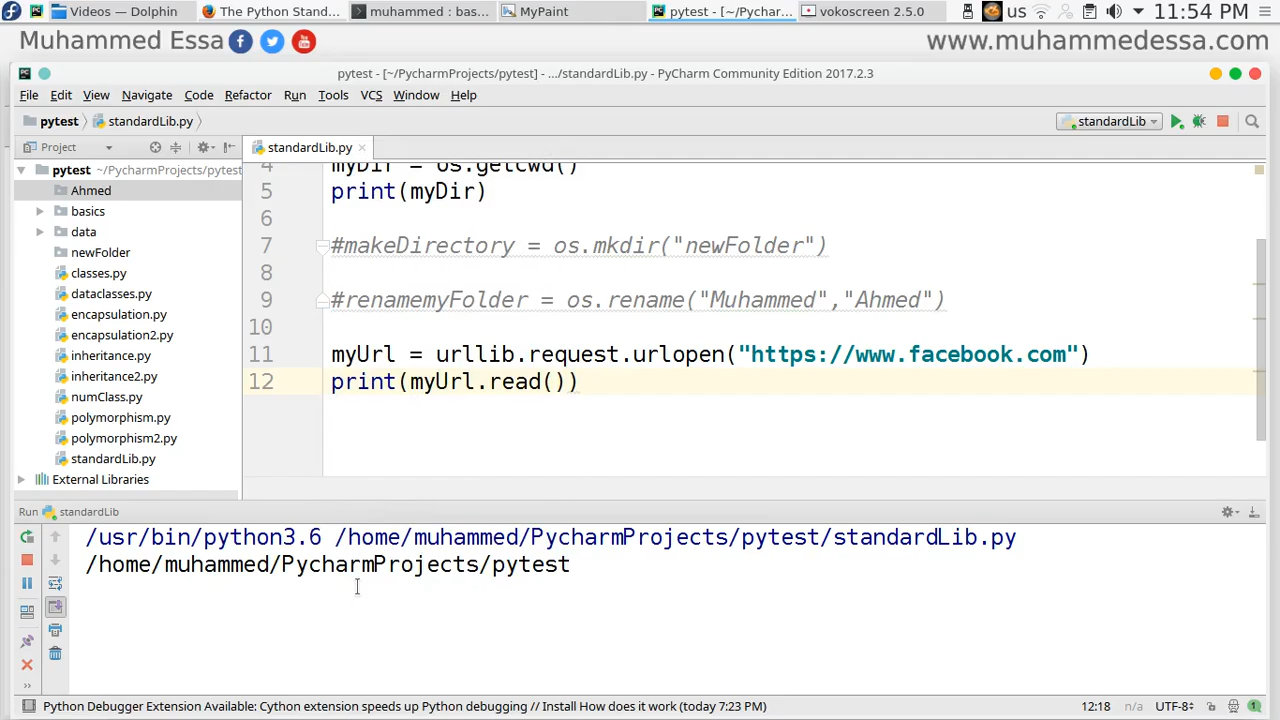 Videos — Dolphin
The Python Stand...
muhammed : bas...
MyPaint
pytest - [~/Pychar...
vokoscreen 2.5.0
us
11:54 PM
Muhammed Essa
www.muhammedessa.com
pytest - [~/PycharmProjects/pytest] - .../standardLib.py - PyCharm Community Edition 2017.2.3
File Edit View Navigate Code Refactor Run Tools VCS Window Help
pytest standardLib.py
standardLib
Project
standardLib.py
pytest ~/PycharmProjects/pytest
Ahmed
basics
data
newFolder
classes.py
dataclasses.py
encapsulation.py
encapsulation2.py
inheritance.py
inheritance2.py
numClass.py
polymorphism.py
polymorphism2.py
standardLib.py
External Libraries
4 myDir = os.getcwd()
5 print(myDir)
6
7 #makeDirectory = os.mkdir("newFolder")
8
9 #renamemyFolder = os.rename("Muhammed","Ahmed")
10
11 myUrl = urllib.request.urlopen("https://www.facebook.com")
12 print(myUrl.read())
Run standardLib
/usr/bin/python3.6 /home/muhammed/PycharmProjects/pytest/standardLib.py
/home/muhammed/PycharmProjects/pytest
Python Debugger Extension Available: Cython extension speeds up Python debugging // Install How does it work (today 7:23 PM)
12:18 n/a UTF-8 1